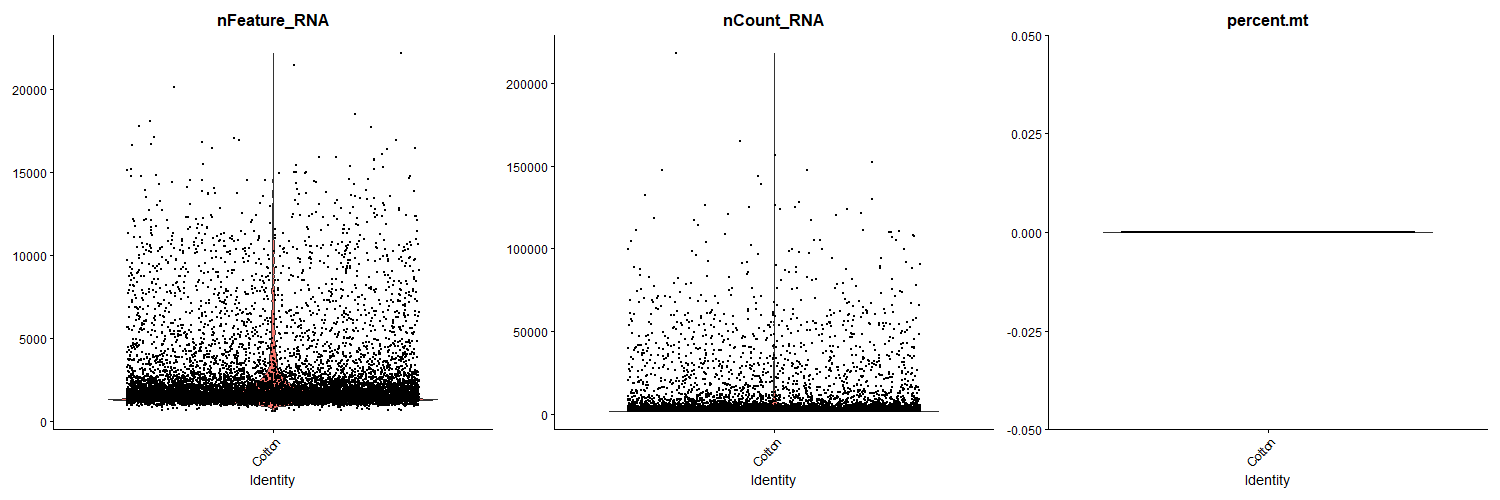 nFeature_RNA
20000
15000
10000
5000
0
Cotton
Identity
nCount_RNA
200000
150000
100000
50000
0
Cotton
Identity
percent.mt
0.050
0.025
0.000
-0.025
-0.050
Cotton
Identity